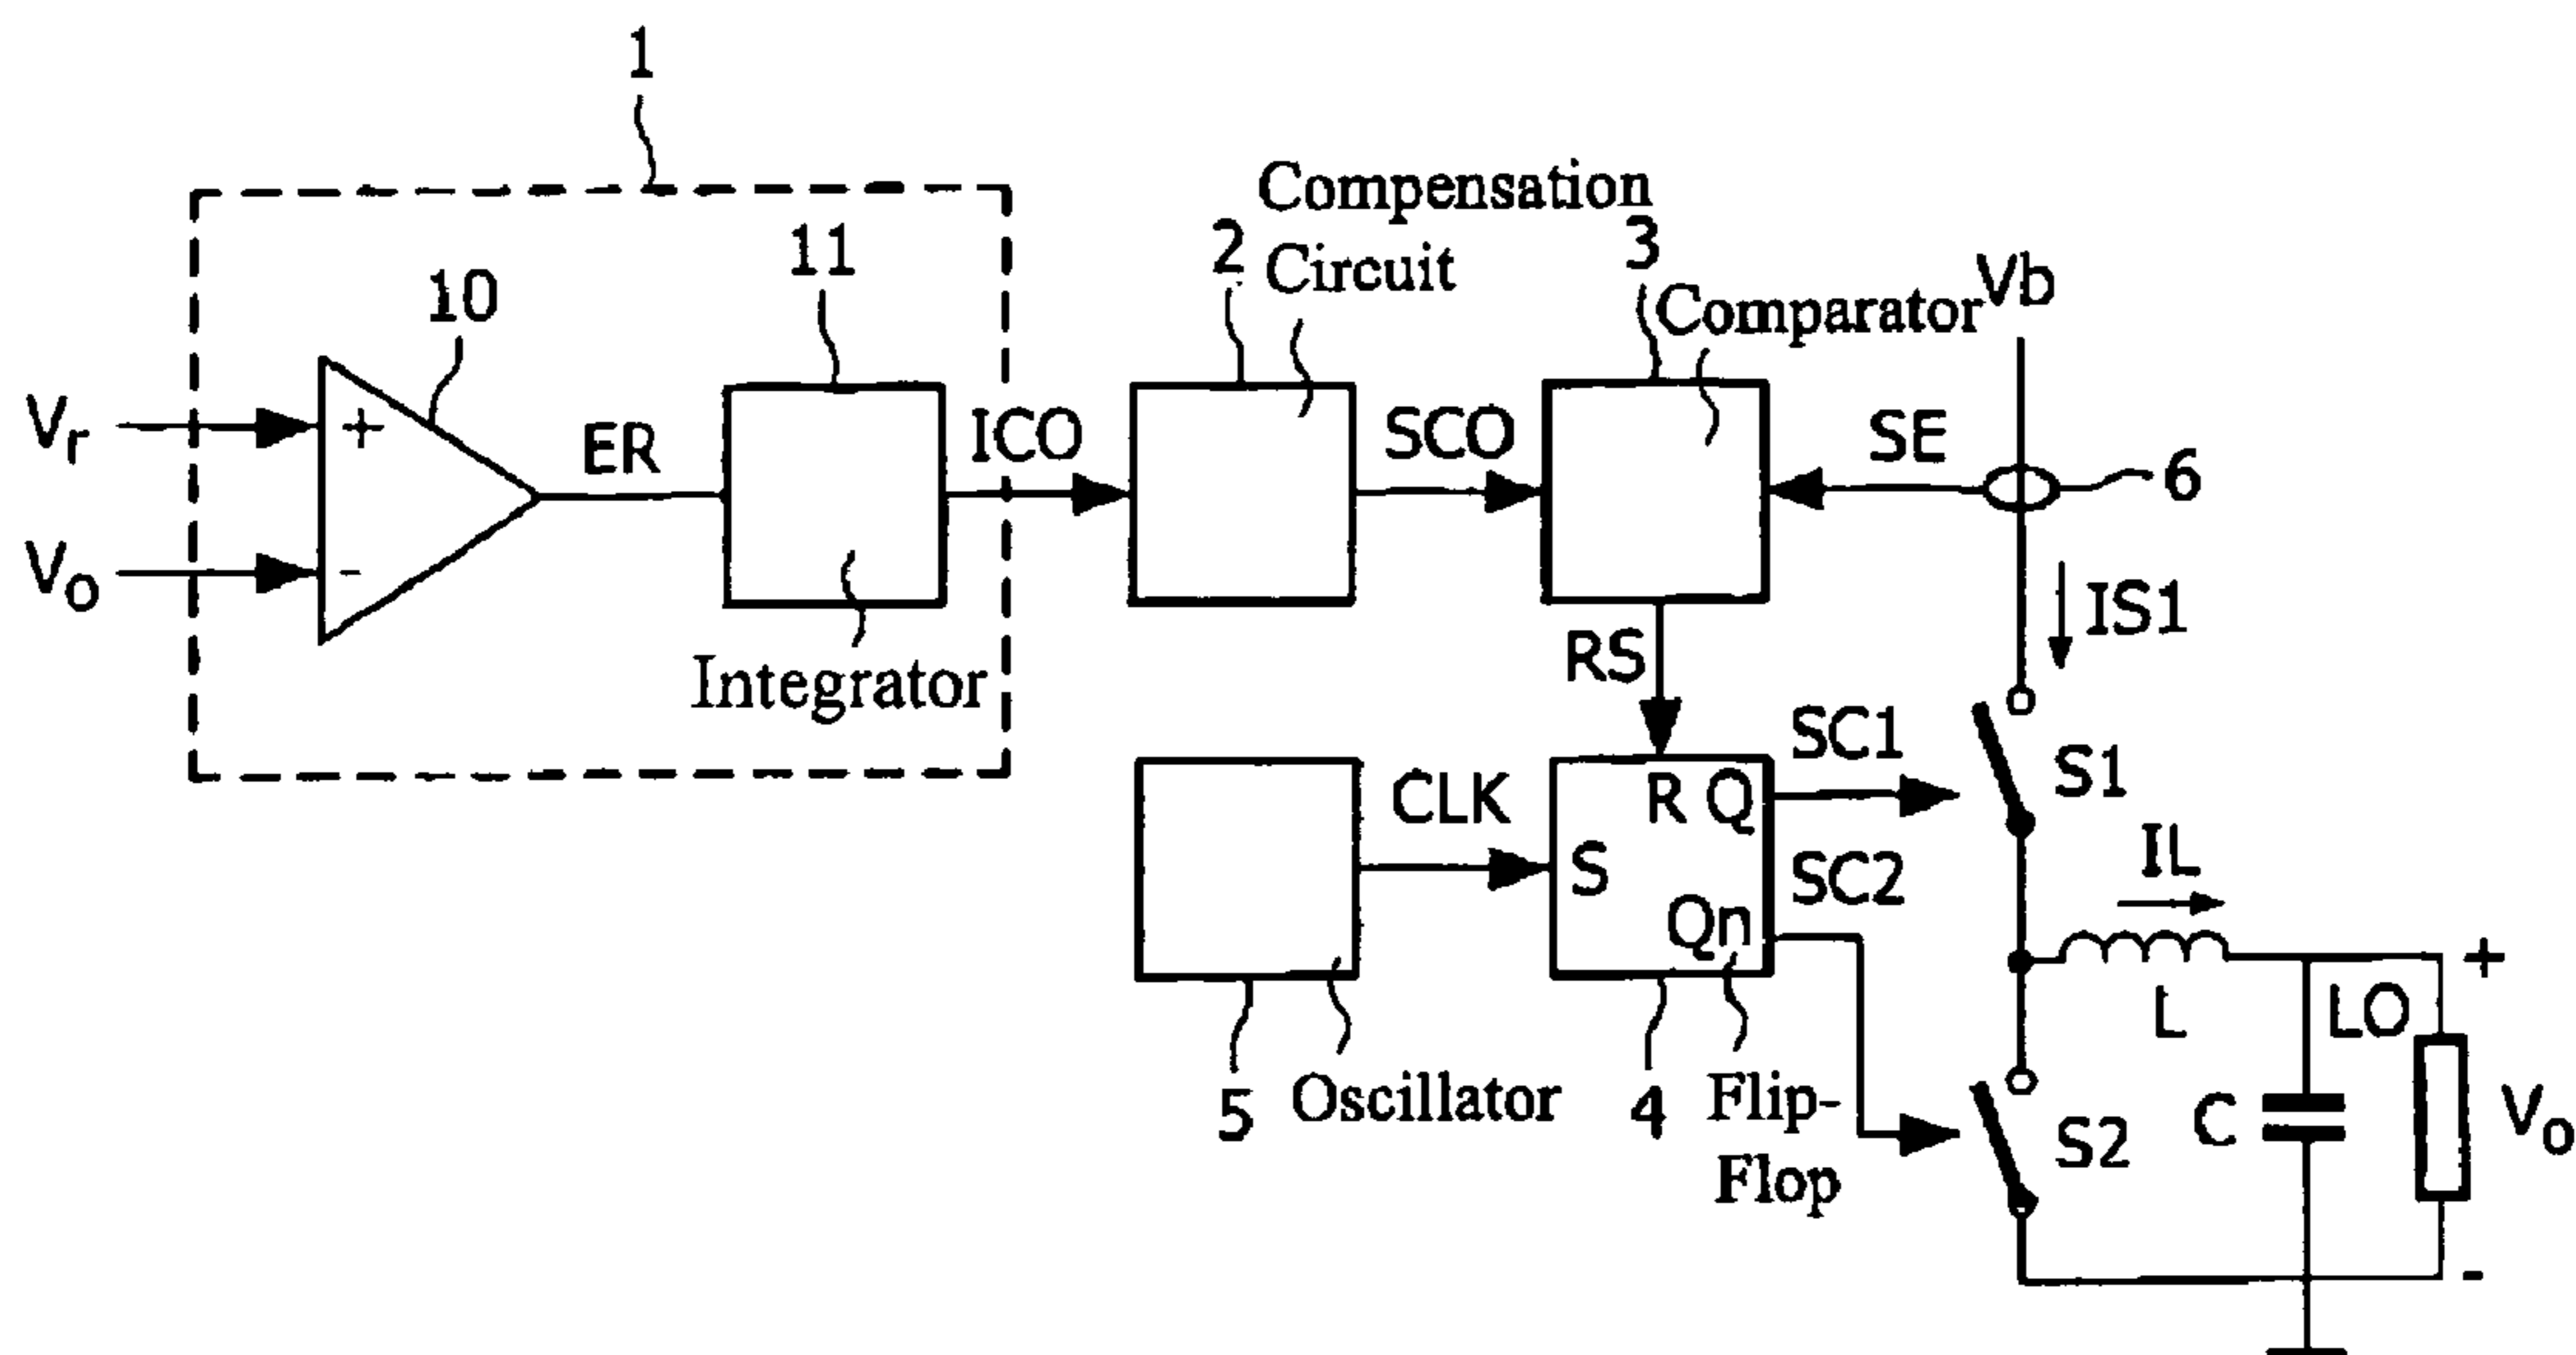 1
Compensation
Circuit
2
3
Comparator
Vb
11
10
Vr
+
ER
ICO
SCO
SE
6
Vo
-
Integrator
RS
IS1
SC1
S1
CLK
R Q
S
SC2
Qn
IL
+
L
LO
5
Oscillator
4
Flip-
Flop
S2
C
Vo
-